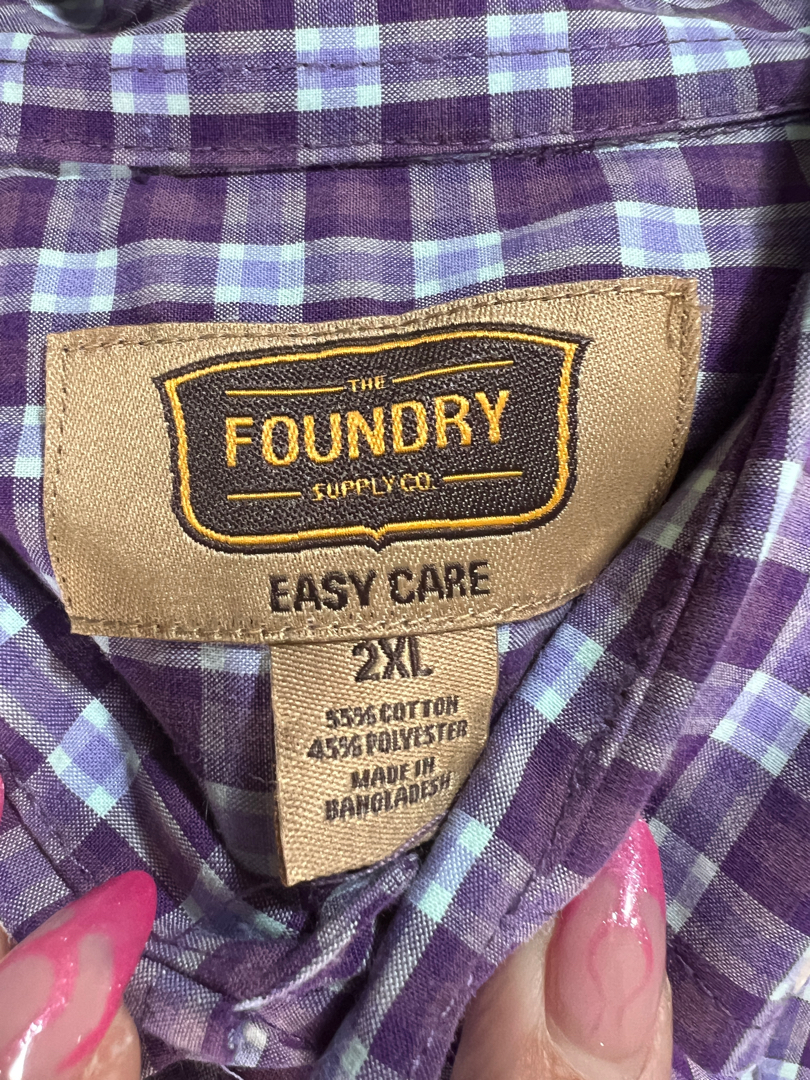 THE
FOUNDRY
SUPPLY CO.
EASY CARE
2XL
55% COTTON
45% POLYESTER
MADE IN
BANGLADESH